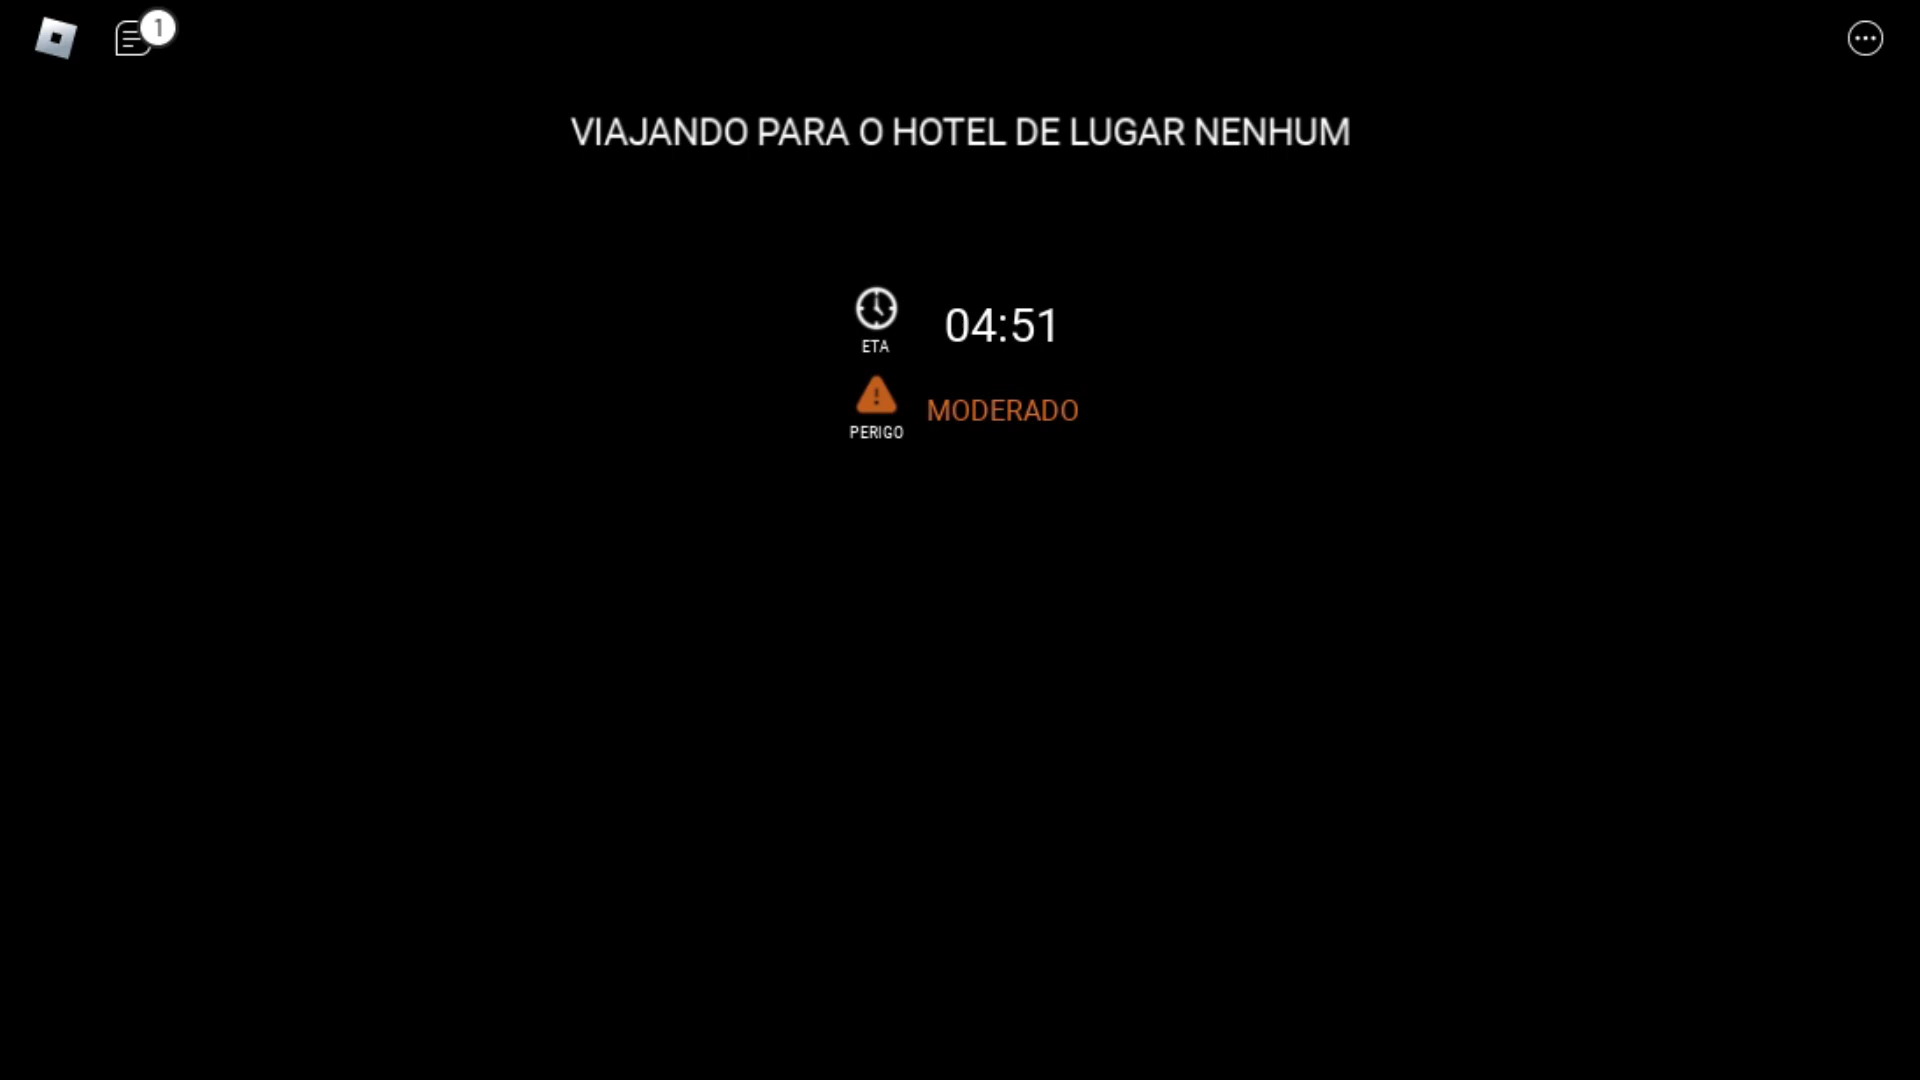 1
VIAJANDO PARA O HOTEL DE LUGAR NENHUM
04:51
ETA
MODERADO
PERIGO